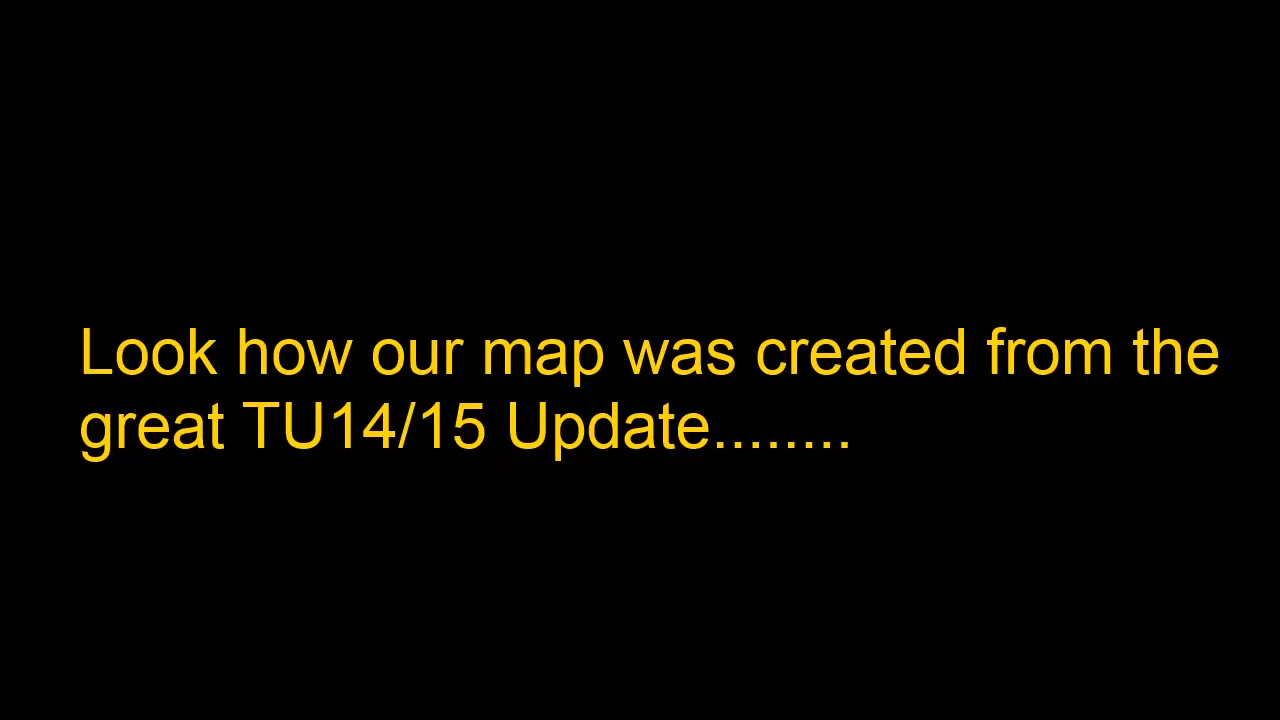 Look how our map was created from the
great TU14/15 Update........